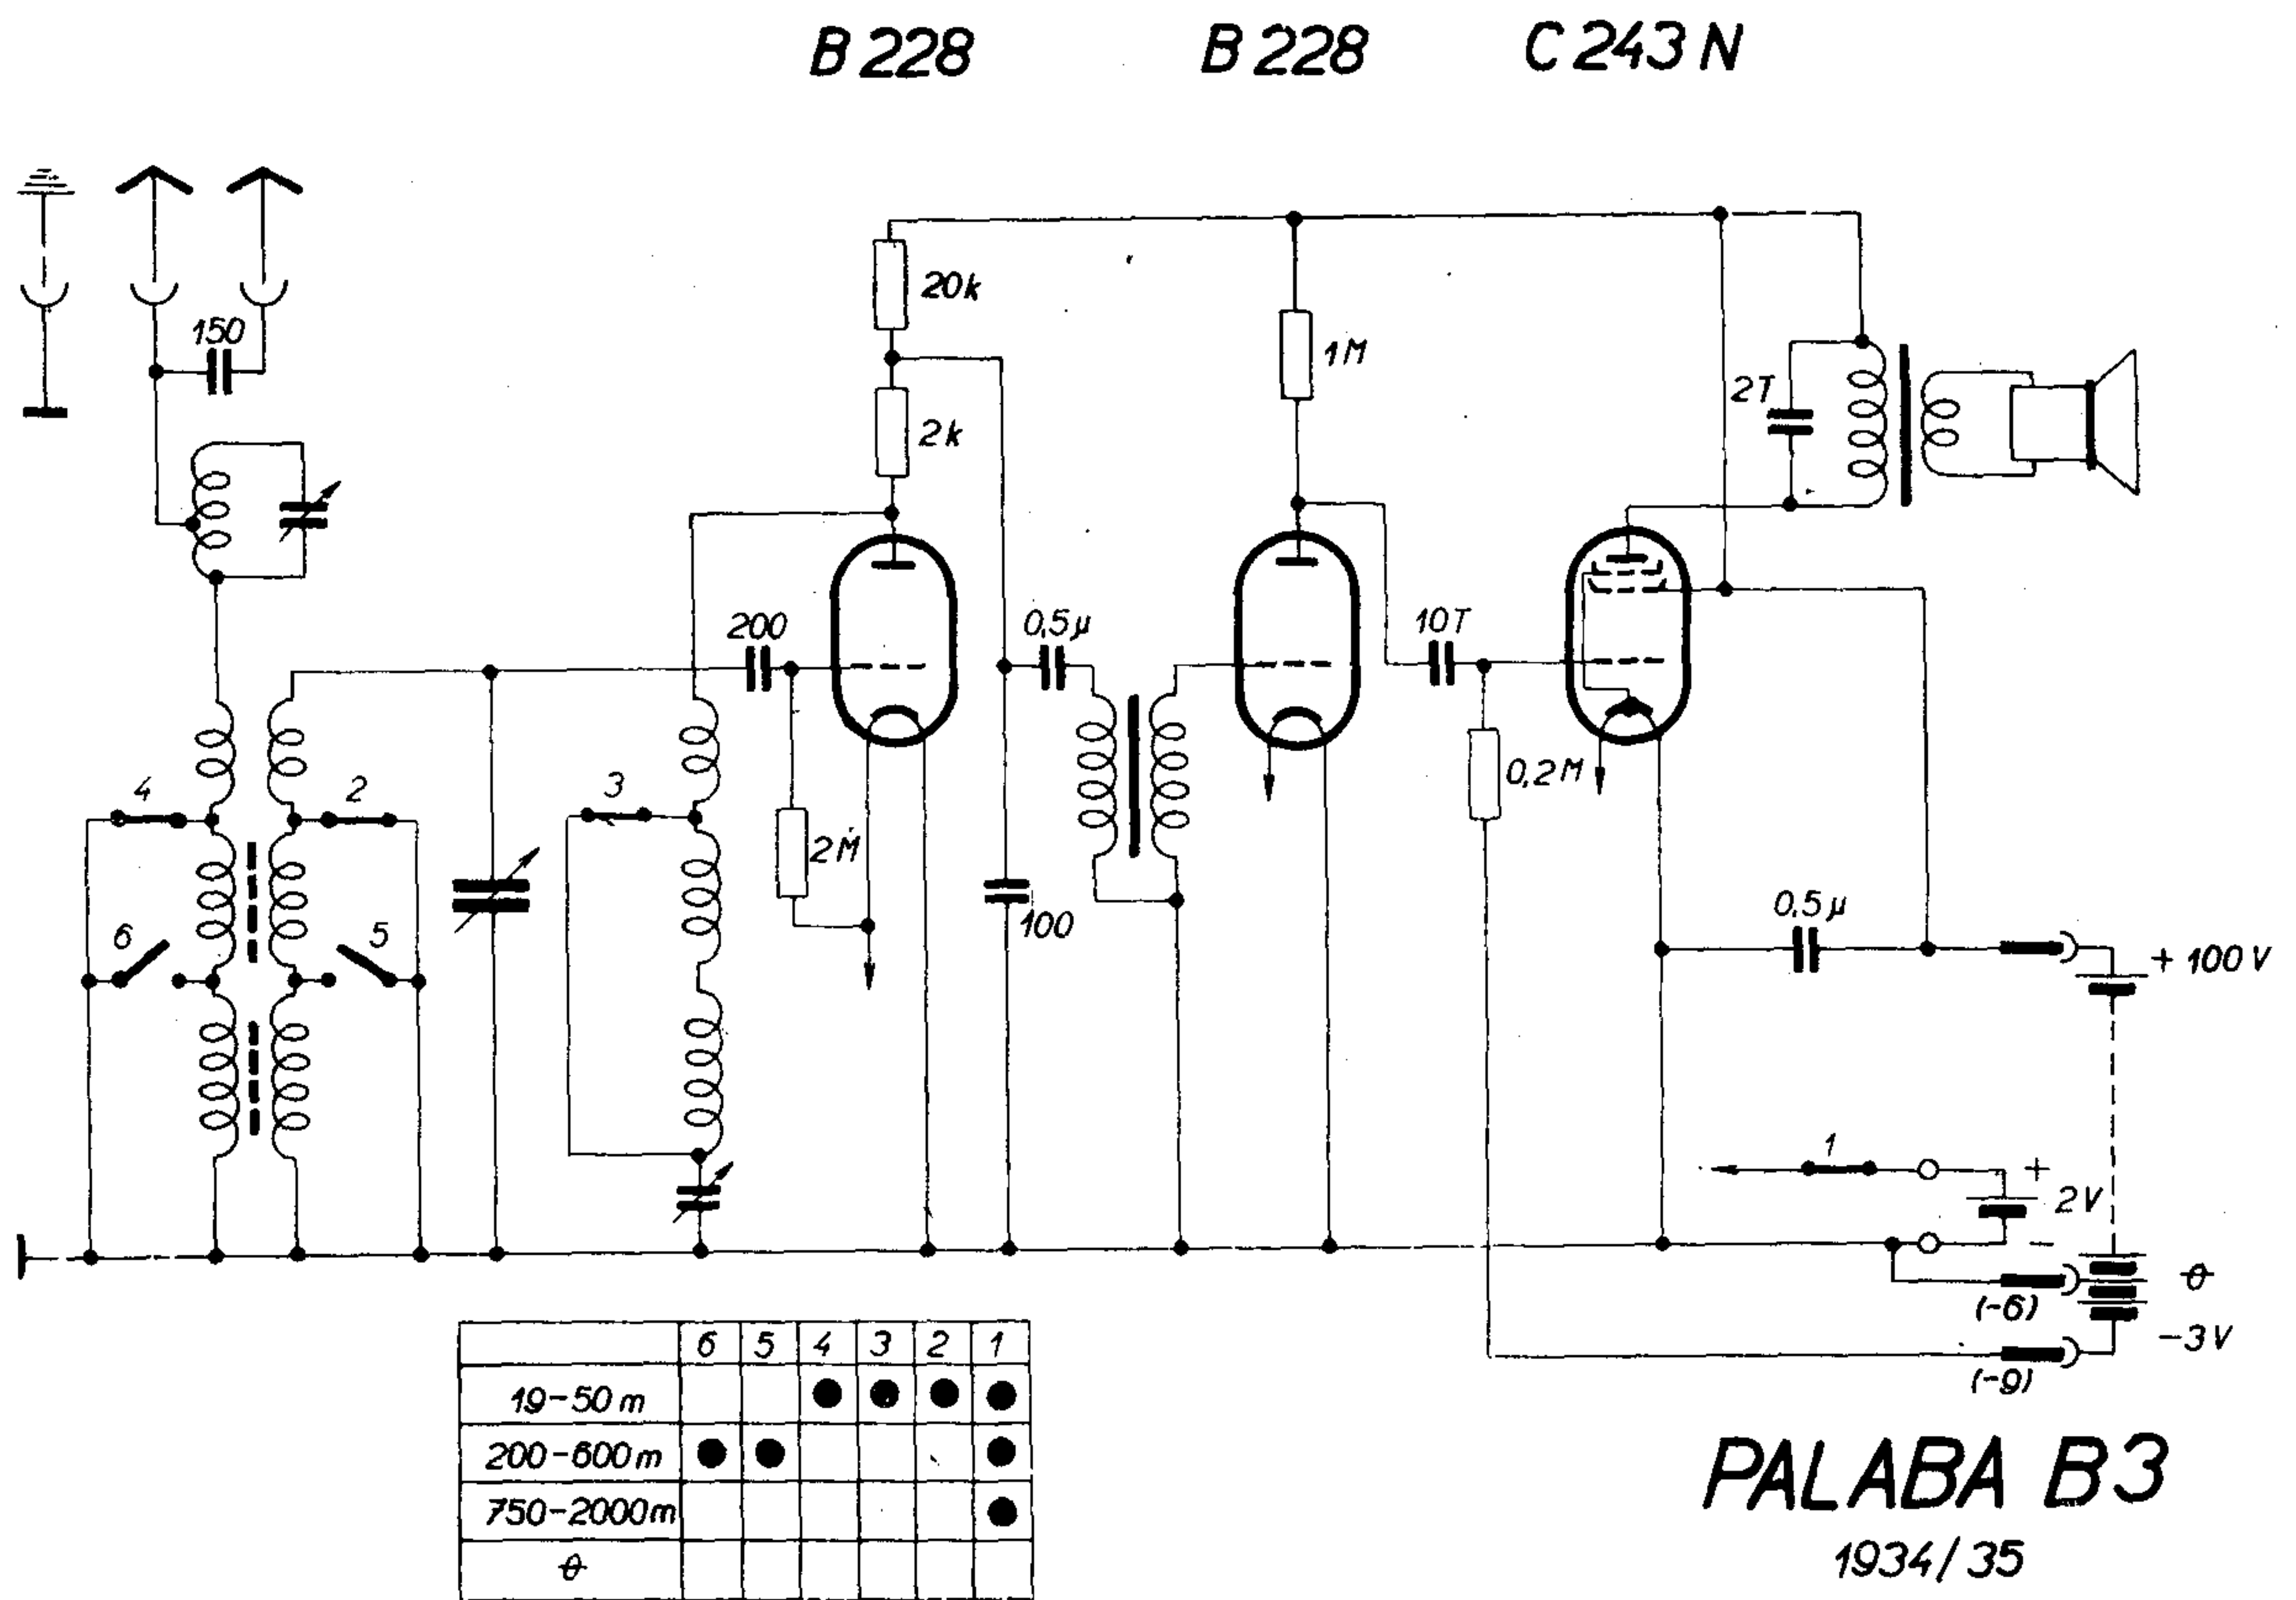 B 228 B 228 C 243 N
150
20k
2k
1M
2T
200
0,5µ
10T
4
2
3
2M
0,2M
6
5
100
0,5µ
+ 100 V
1
+
2V
−
0
(-6)
-3V
(-9)
6 5 4 3 2 1
19-50 m
200-600 m
750-2000 m
0
PALABA B3
1934/35